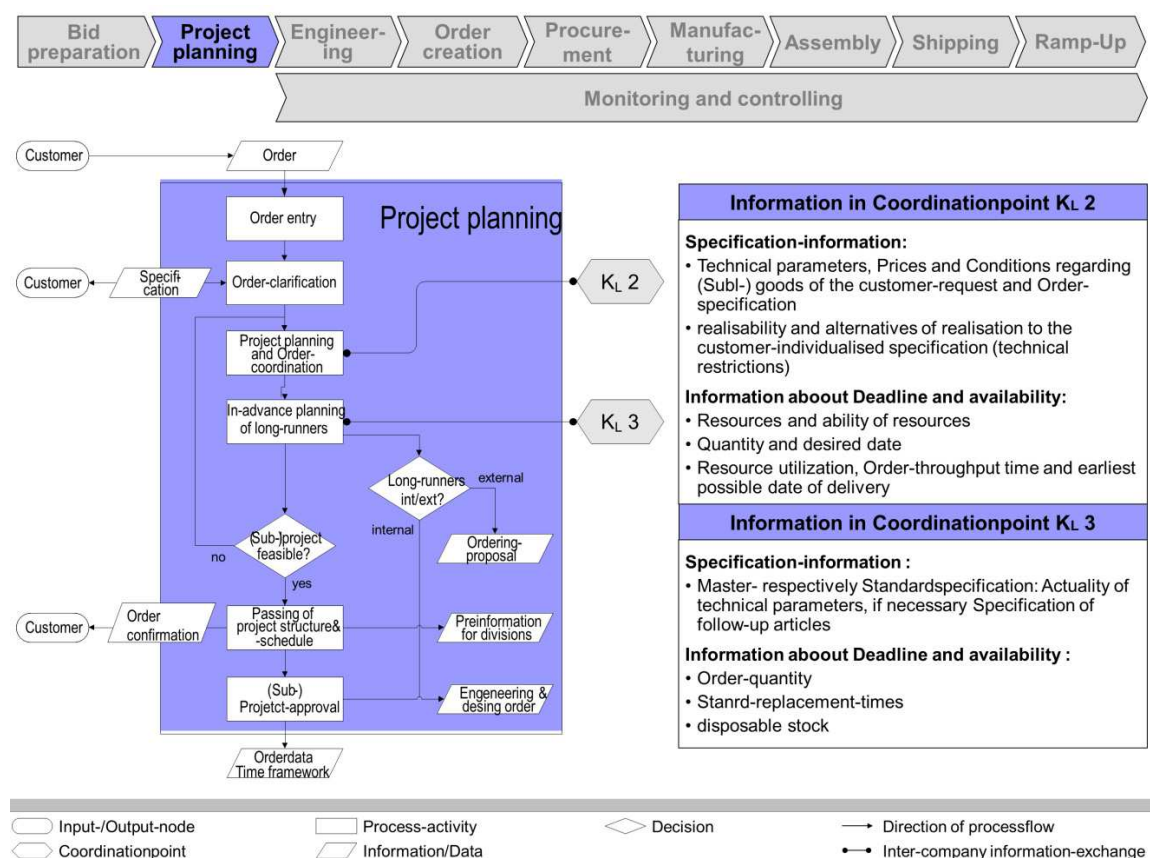 Bid
preparation
Project
planning
Engineer-
ing
Order
creation
Procure-
ment
Manufac-
turing
Assembly
Shipping
Ramp-Up
Monitoring and controlling
Customer
Order
Project planning
Order entry
Customer
Specifi-
cation
Order-clarification
KL 2
Project planning
and Order-
coordination
In-advance planning
of long-runners
KL 3
Long-runners
int/ext?
external
internal
Ordering-
proposal
(Sub-)project
feasible?
no
yes
Customer
Order
confirmation
Passing of
project structure&
-schedule
Preinformation
for divisions
(Sub-)
Projetct-approval
Engeneering &
desing order
Orderdata
Time framework
Information in Coordinationpoint KL 2
Specification-information:
• Technical parameters, Prices and Conditions regarding
(Subl-) goods of the customer-request and Order-
specification
• realisability and alternatives of realisation to the
customer-individualised specification (technical
restrictions)
Information aboout Deadline and availability:
• Resources and ability of resources
• Quantity and desired date
• Resource utilization, Order-throughput time and earliest
possible date of delivery
Information in Coordinationpoint KL 3
Specification-information :
• Master- respectively Standardspecification: Actuality of
technical parameters, if necessary Specification of
follow-up articles
Information aboout Deadline and availability :
• Order-quantity
• Stanrd-replacement-times
• disposable stock
Input-/Output-node
Process-activity
Decision
Direction of processflow
Coordinationpoint
Information/Data
Inter-company information-exchange